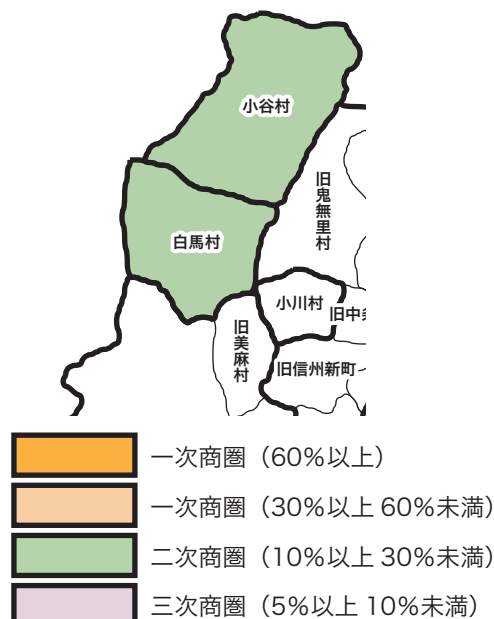 小谷村
旧鬼無里村
白馬村
小川村
旧中
旧美麻村
旧信州新町
一次商圏（60%以上）
一次商圏（30%以上 60%未満）
二次商圏（10%以上 30%未満）
三次商圏（5%以上 10%未満）